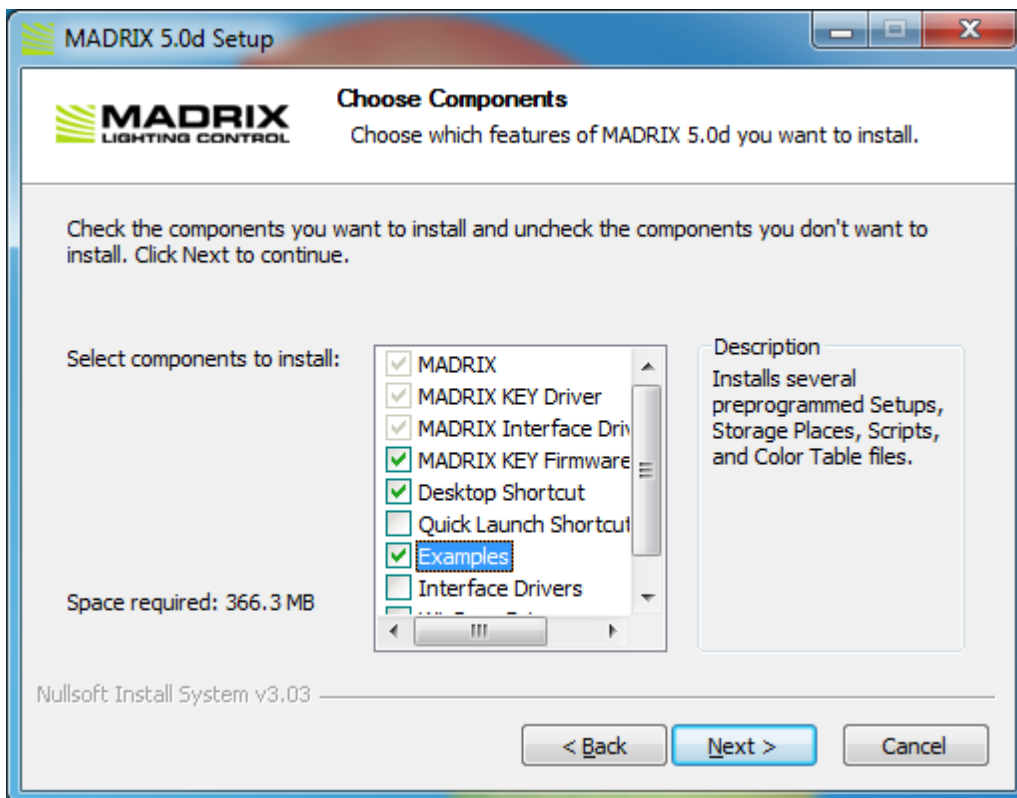 MADRIX 5.0d Setup
MADRIX
LIGHTING CONTROL
Choose Components
Choose which features of MADRIX 5.0d you want to install.
Check the components you want to install and uncheck the components you don't want to
install. Click Next to continue.
Select components to install:
MADRIX
MADRIX KEY Driver
MADRIX Interface Driv
MADRIX KEY Firmware
Desktop Shortcut
Quick Launch Shortcut
Examples
Interface Drivers
Description
Installs several
preprogrammed Setups,
Storage Places, Scripts,
and Color Table files.
Space required: 366.3 MB
Nullsoft Install System v3.03
< Back
Next >
Cancel